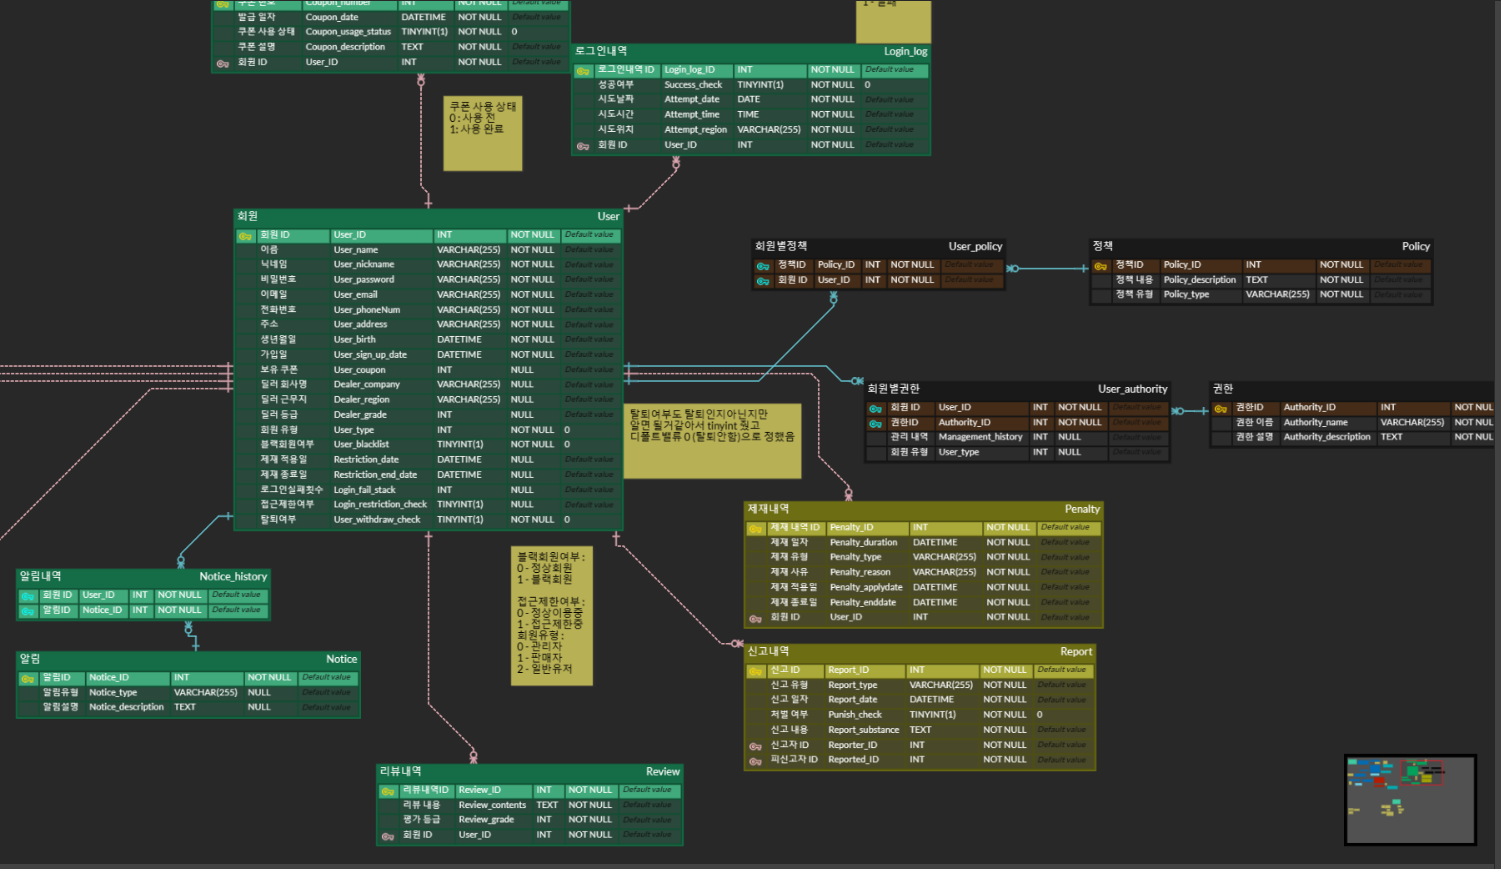 쿠폰 번호 Coupon_number INT NOT NULL Default value
발급 일자 Coupon_date DATETIME NOT NULL Default value
쿠폰 사용 상태 Coupon_usage_status TINYINT(1) NOT NULL 0
쿠폰 설명 Coupon_description TEXT NOT NULL Default value
회원 ID User_ID INT NOT NULL Default value
쿠폰 사용 상태
0 : 사용 전
1: 사용 완료
로그인내역 Login_log
로그인내역 ID Login_log_ID INT NOT NULL Default value
성공여부 Success_check TINYINT(1) NOT NULL 0
시도날짜 Attempt_date DATE NOT NULL Default value
시도시간 Attempt_time TIME NOT NULL Default value
시도위치 Attempt_region VARCHAR(255) NOT NULL Default value
회원 ID User_ID INT NOT NULL Default value
회원 User
회원 ID User_ID INT NOT NULL Default value
이름 User_name VARCHAR(255) NOT NULL Default value
닉네임 User_nickname VARCHAR(255) NOT NULL Default value
비밀번호 User_password VARCHAR(255) NOT NULL Default value
이메일 User_email VARCHAR(255) NOT NULL Default value
전화번호 User_phoneNum VARCHAR(255) NOT NULL Default value
주소 User_address VARCHAR(255) NOT NULL Default value
생년월일 User_birth DATETIME NOT NULL Default value
가입일 User_sign_up_date DATETIME NOT NULL Default value
보유 쿠폰 User_coupon INT NULL Default value
딜러 회사명 Dealer_company VARCHAR(255) NULL Default value
딜러 근무지 Dealer_region VARCHAR(255) NULL Default value
딜러 등급 Dealer_grade INT NULL Default value
회원 유형 User_type INT NOT NULL 0
블랙회원여부 User_blacklist TINYINT(1) NOT NULL 0
제재 적용일 Restriction_date DATETIME NULL Default value
제재 종료일 Restriction_end_date DATETIME NULL Default value
로그인실패횟수 Login_fail_stack INT NULL Default value
접근제한여부 Login_restriction_check TINYINT(1) NULL Default value
탈퇴여부 User_withdraw_check TINYINT(1) NOT NULL 0
회원별정책 User_policy
정책ID Policy_ID INT NOT NULL Default value
회원 ID User_ID INT NOT NULL Default value
정책 Policy
정책ID Policy_ID INT NOT NULL Default value
정책 내용 Policy_description TEXT NOT NULL Default value
정책 유형 Policy_type VARCHAR(255) NOT NULL Default value
회원별권한 User_authority
회원 ID User_ID INT NOT NULL Default value
권한ID Authority_ID INT NOT NULL Default value
관리 내역 Management_history INT NULL Default value
회원 유형 User_type INT NULL Default value
권한
권한ID Authority_ID INT NOT NUL
권한 이름 Authority_name VARCHAR(255) NOT NUL
권한 설명 Authority_description TEXT NOT NUL
탈퇴여부도 탈퇴인지아닌지만
알면 될거같아서 tinyint 줬고
디폴트밸류 0 (탈퇴안함)으로 정했음
제재내역 Penalty
제재 내역 ID Penalty_ID INT NOT NULL Default value
제재 일자 Penalty_duration DATETIME NOT NULL Default value
제재 유형 Penalty_type VARCHAR(255) NOT NULL Default value
제재 사유 Penalty_reason VARCHAR(255) NOT NULL Default value
제재 적용일 Penalty_applydate DATETIME NOT NULL Default value
제재 종료일 Penalty_enddate DATETIME NOT NULL Default value
회원 ID User_ID INT NOT NULL Default value
알림내역 Notice_history
회원 ID User_ID INT NOT NULL Default value
알림ID Notice_ID INT NOT NULL Default value
블랙회원여부 :
0 - 정상회원
1 - 블랙회원
접근제한여부:
0 - 정상이용중
1 - 접근제한중
회원유형 :
0 - 관리자
1 - 판매자
2 - 일반유저
알림 Notice
알림ID Notice_ID INT NOT NULL Default value
알림유형 Notice_type VARCHAR(255) NULL Default value
알림설명 Notice_description TEXT NULL Default value
신고내역 Report
신고 ID Report_ID INT NOT NULL Default value
신고 유형 Report_type VARCHAR(255) NOT NULL Default value
신고 일자 Report_date DATETIME NOT NULL Default value
처벌 여부 Punish_check TINYINT(1) NOT NULL 0
신고 내용 Report_substance TEXT NOT NULL Default value
신고자 ID Reporter_ID INT NOT NULL Default value
피신고자 ID Reported_ID INT NOT NULL Default value
리뷰내역 Review
리뷰내역ID Review_ID INT NOT NULL Default value
리뷰 내용 Review_contents TEXT NOT NULL Default value
평가 등급 Review_grade INT NOT NULL Default value
회원 ID User_ID INT NOT NULL Default value